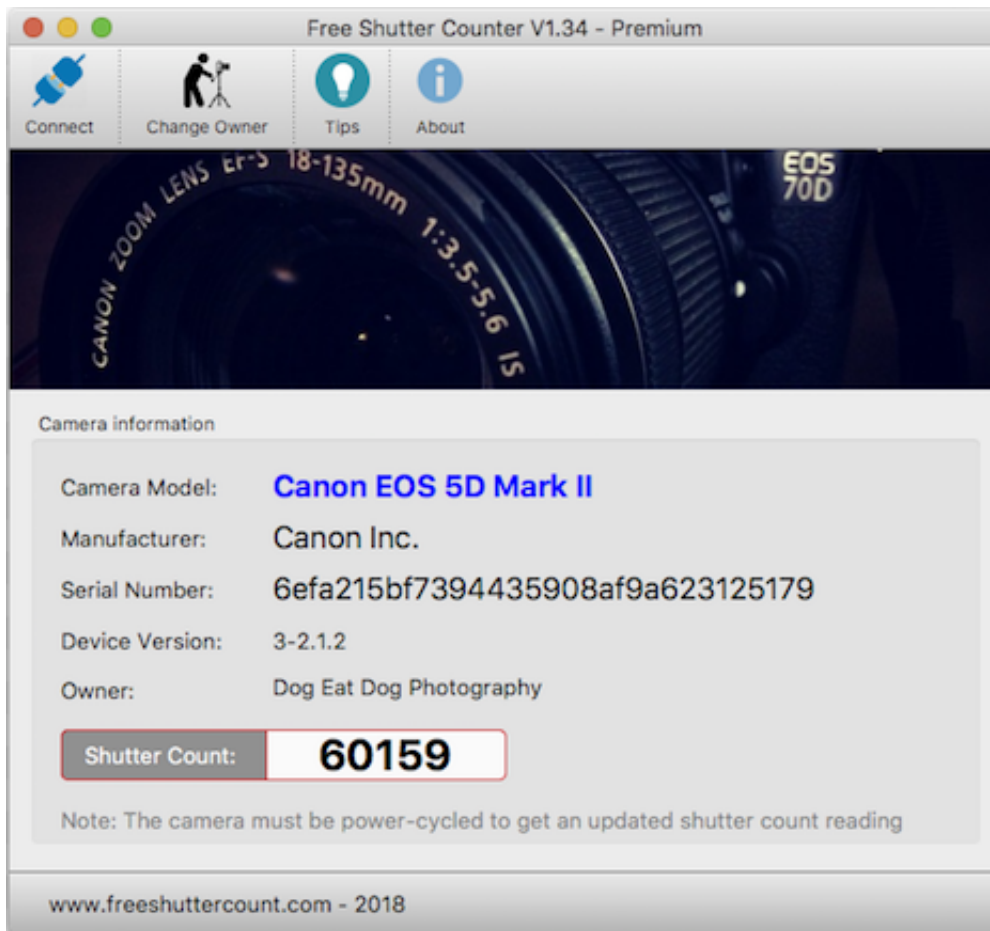 Free Shutter Counter V1.34 - Premium
Connect
Change Owner
Tips
About
CANON ZOOM LENS EF-S 18-135mm 1:3.5-5.6 IS
EOS
70D
Camera information
Camera Model: Canon EOS 5D Mark II
Manufacturer: Canon Inc.
Serial Number: 6efa215bf7394435908af9a623125179
Device Version: 3-2.1.2
Owner: Dog Eat Dog Photography
Shutter Count: 60159
Note: The camera must be power-cycled to get an updated shutter count reading
www.freeshuttercount.com - 2018